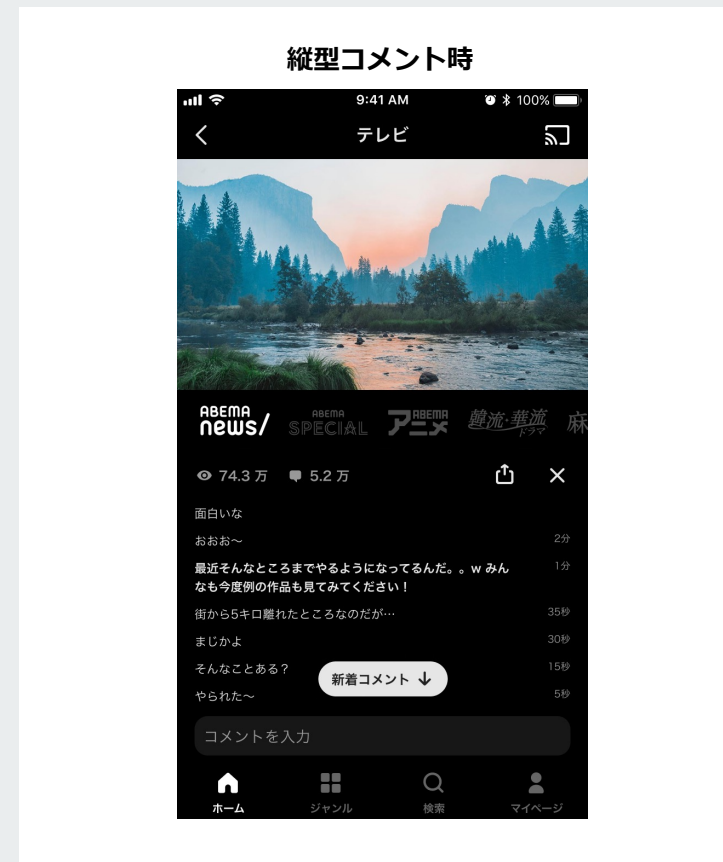 縦型コメント時
9:41 AM 100%
テレビ
ABEMA news/ ABEMA SPECIAL ABEMA アニメ 韓流・華流 ドラマ 麻
74.3 万 5.2 万
面白いな
おおお〜 2分
最近そんなところまでやるようになってるんだ。。w みん 1分
なも今度例の作品も見てみてください！
街から5キロ離れたところなのだが… 35秒
まじかよ 30秒
そんなことある？ 15秒
新着コメント ↓
やられた〜 5秒
コメントを入力
ホーム ジャンル 検索 マイページ